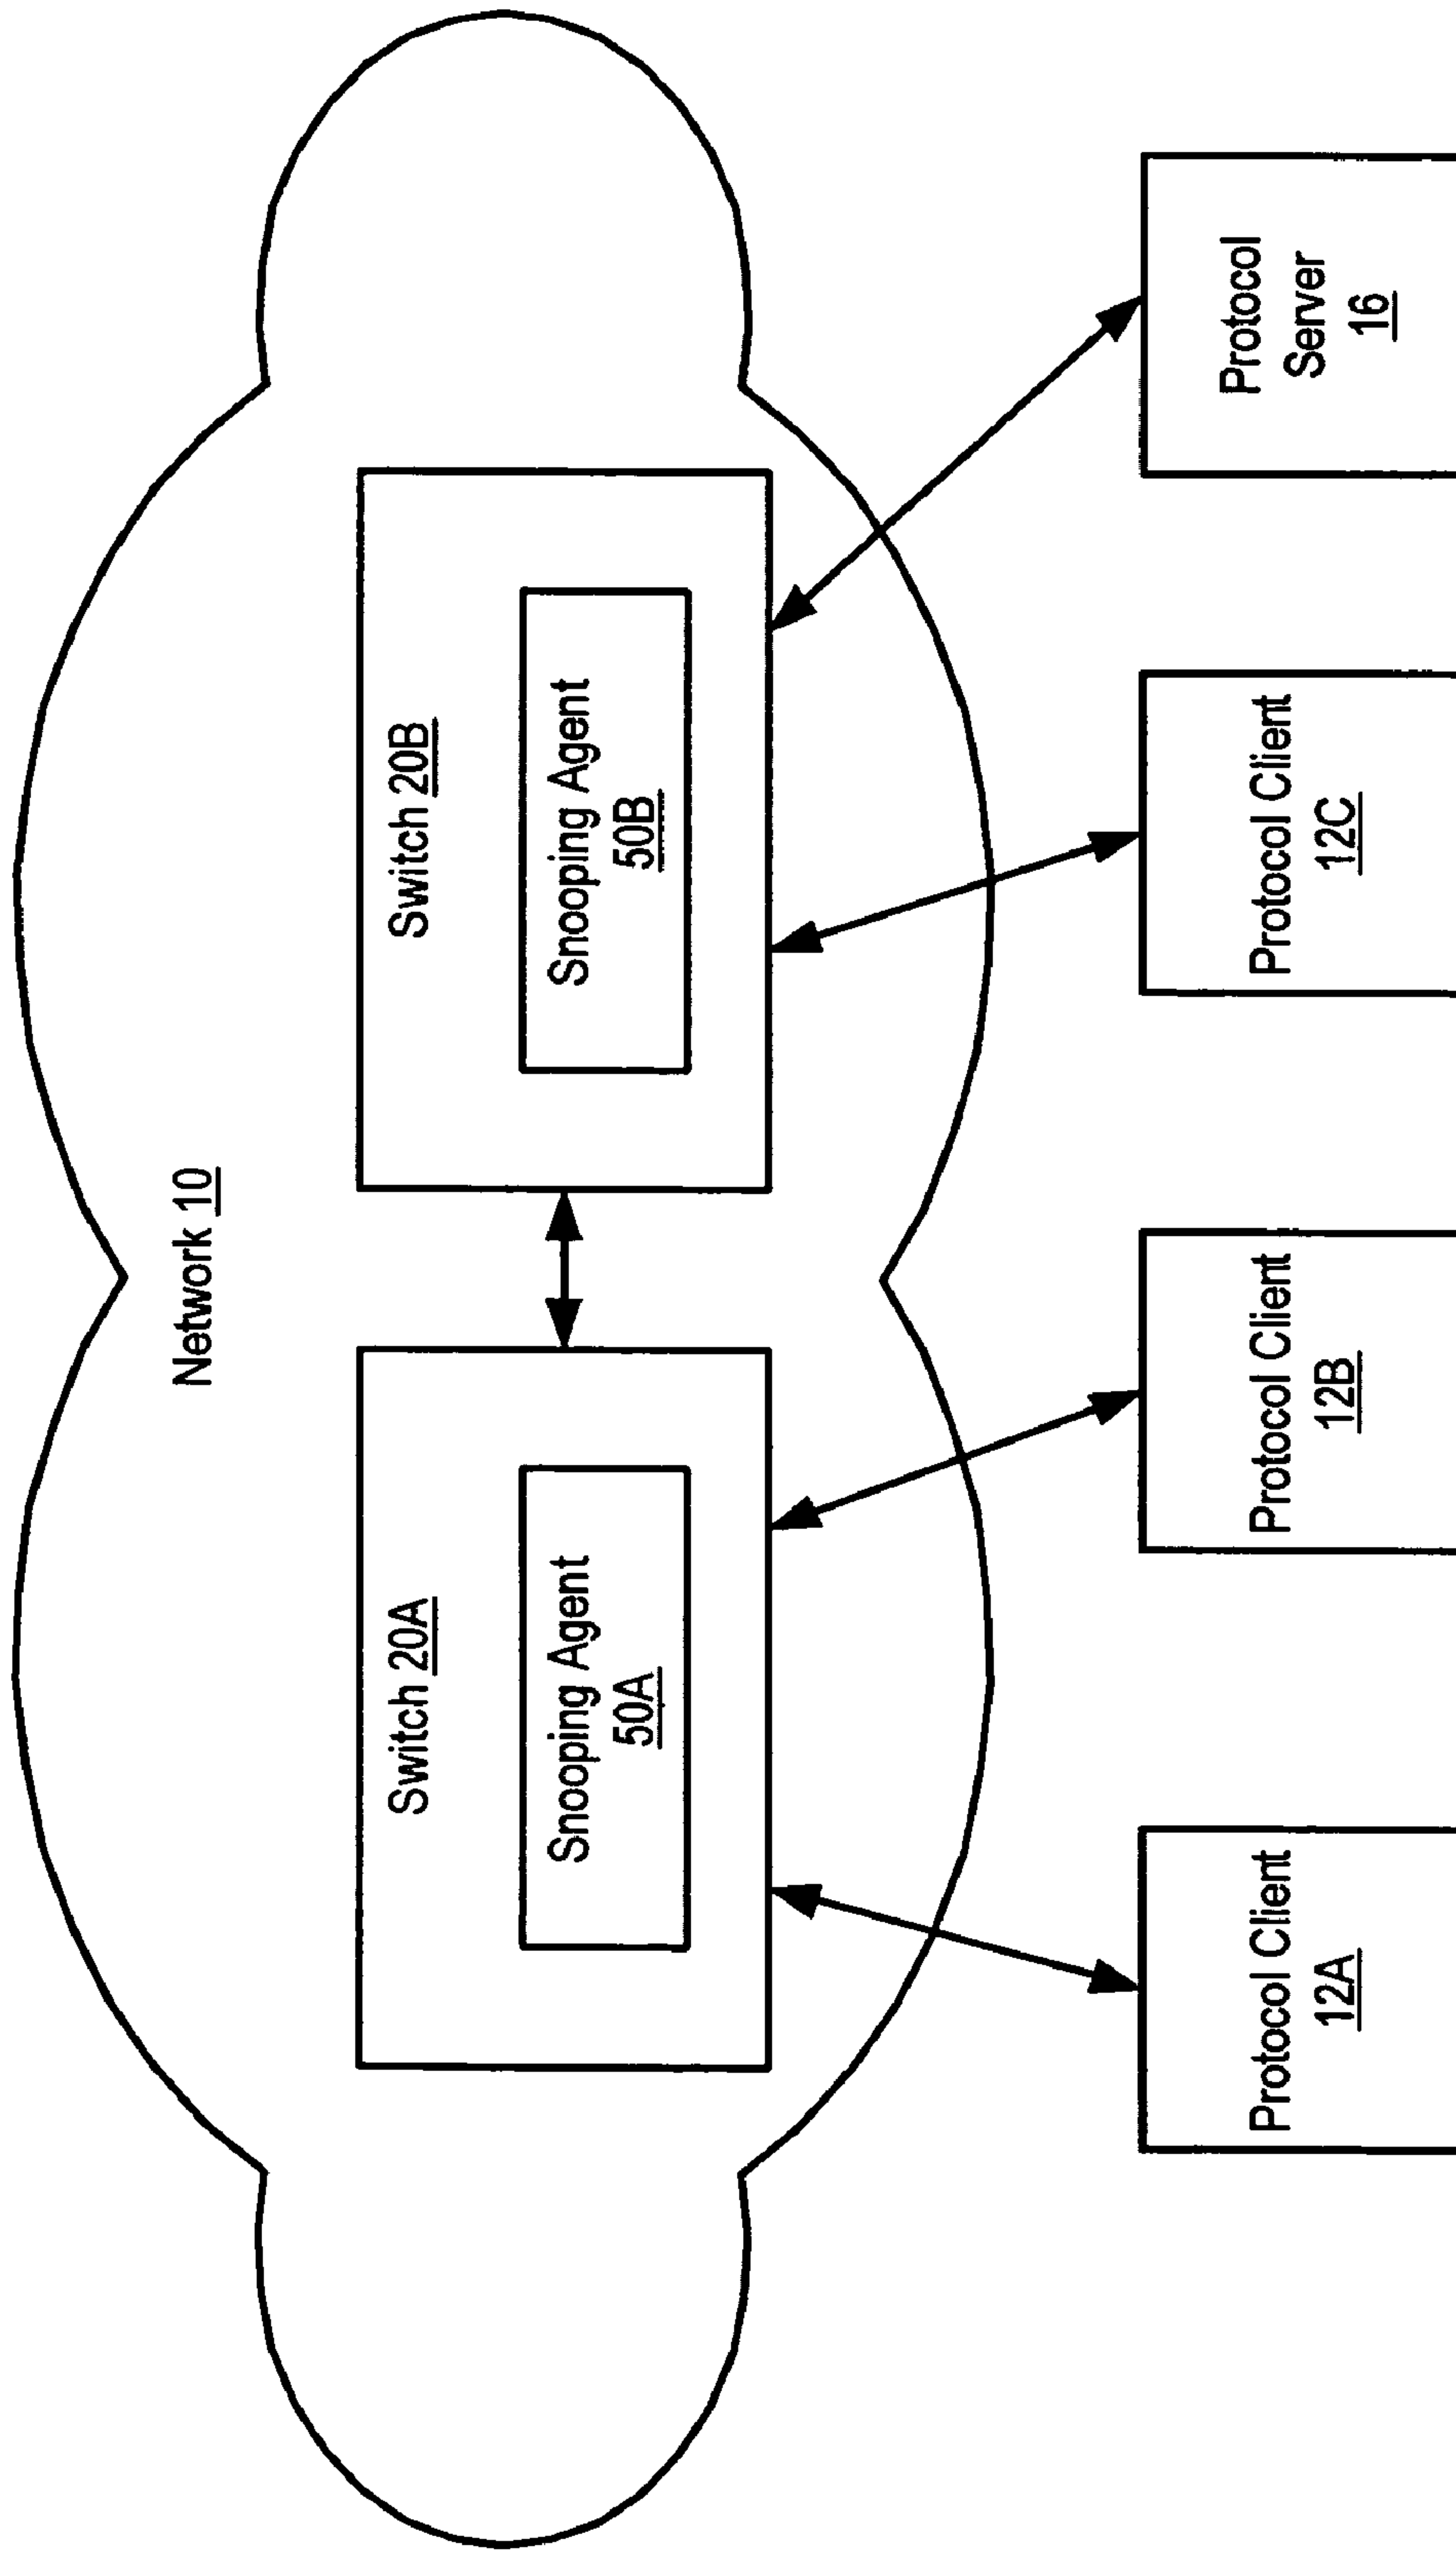 Network 10
Switch 20A
Snooping Agent
50A
Switch 20B
Snooping Agent
50B
Protocol Client
12A
Protocol Client
12B
Protocol Client
12C
Protocol
Server
16